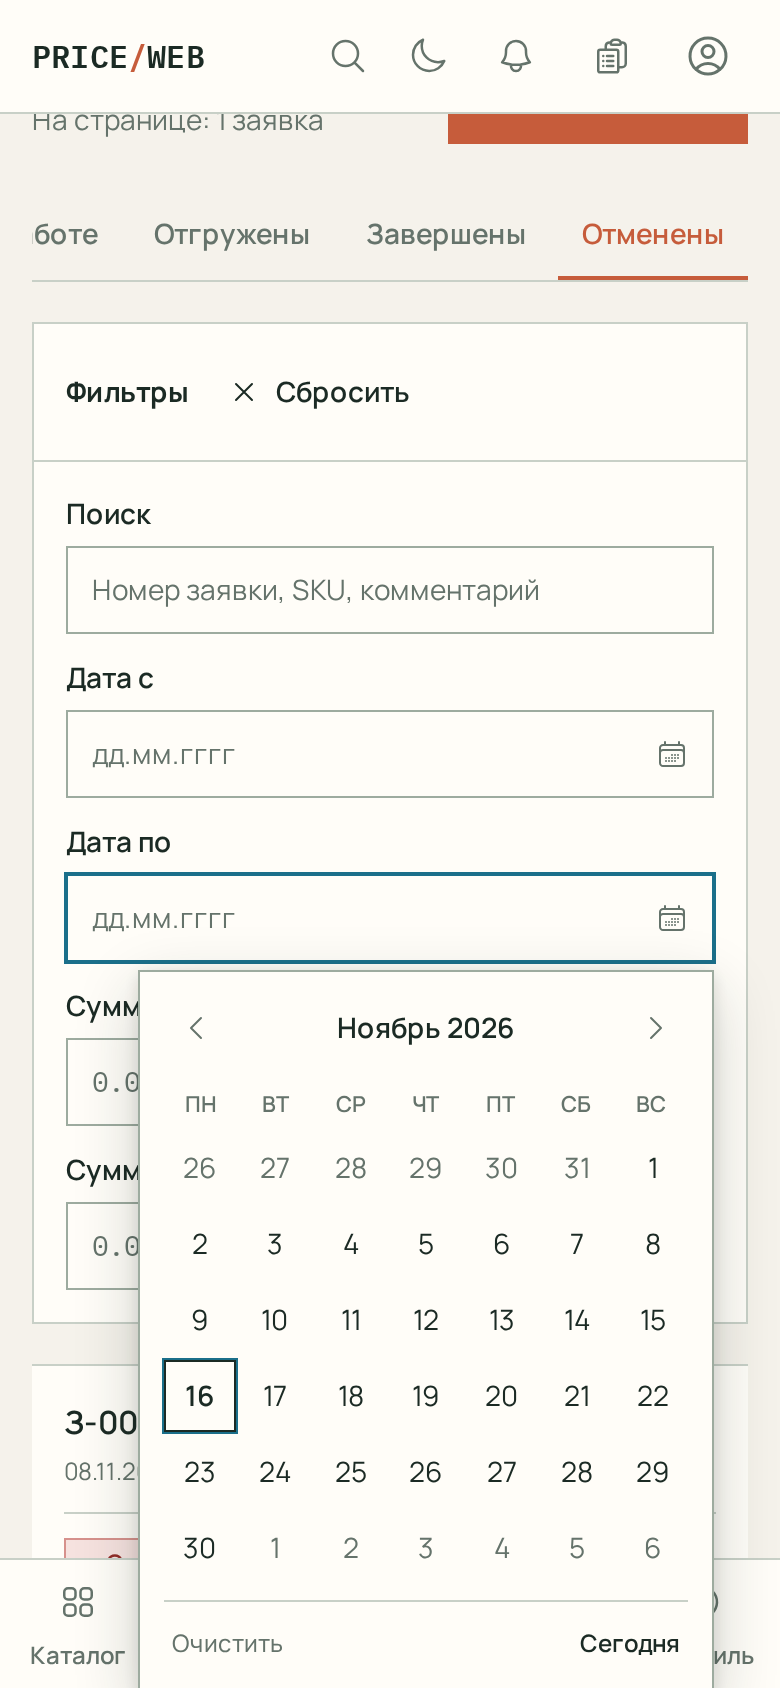 PRICE/WEB
На странице: 1 заявка
боте Отгружены Завершены Отменены
Фильтры Сбросить
Поиск
Номер заявки, SKU, комментарий
Дата с
дд.мм.гггг
Дата по
дд.мм.гггг
Сумм
0.0
Сумм
0.0
Ноябрь 2026
ПН ВТ СР ЧТ ПТ СБ ВС
26 27 28 29 30 31 1
2 3 4 5 6 7 8
9 10 11 12 13 14 15
16 17 18 19 20 21 22
23 24 25 26 27 28 29
30 1 2 3 4 5 6
Очистить Сегодня
З-00
08.11.2
Каталог иль